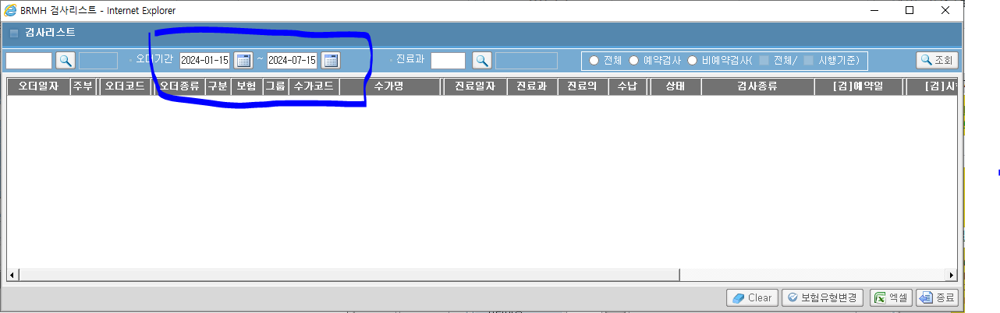 BRMH 검사리스트 - Internet Explorer
검사리스트
오더기간 2024-01-15 ~ 2024-07-15 진료과 전체 예약검사 비예약검사( 전체/ 시행기준) 조회
오더일자 주부 오더코드 오더종류 구분 보험 그룹 수가코드 수가명 진료일자 진료과 진료의 수납 상태 검사종류 [검]예약일 [검]시
Clear 보험유형변경 엑셀 종료